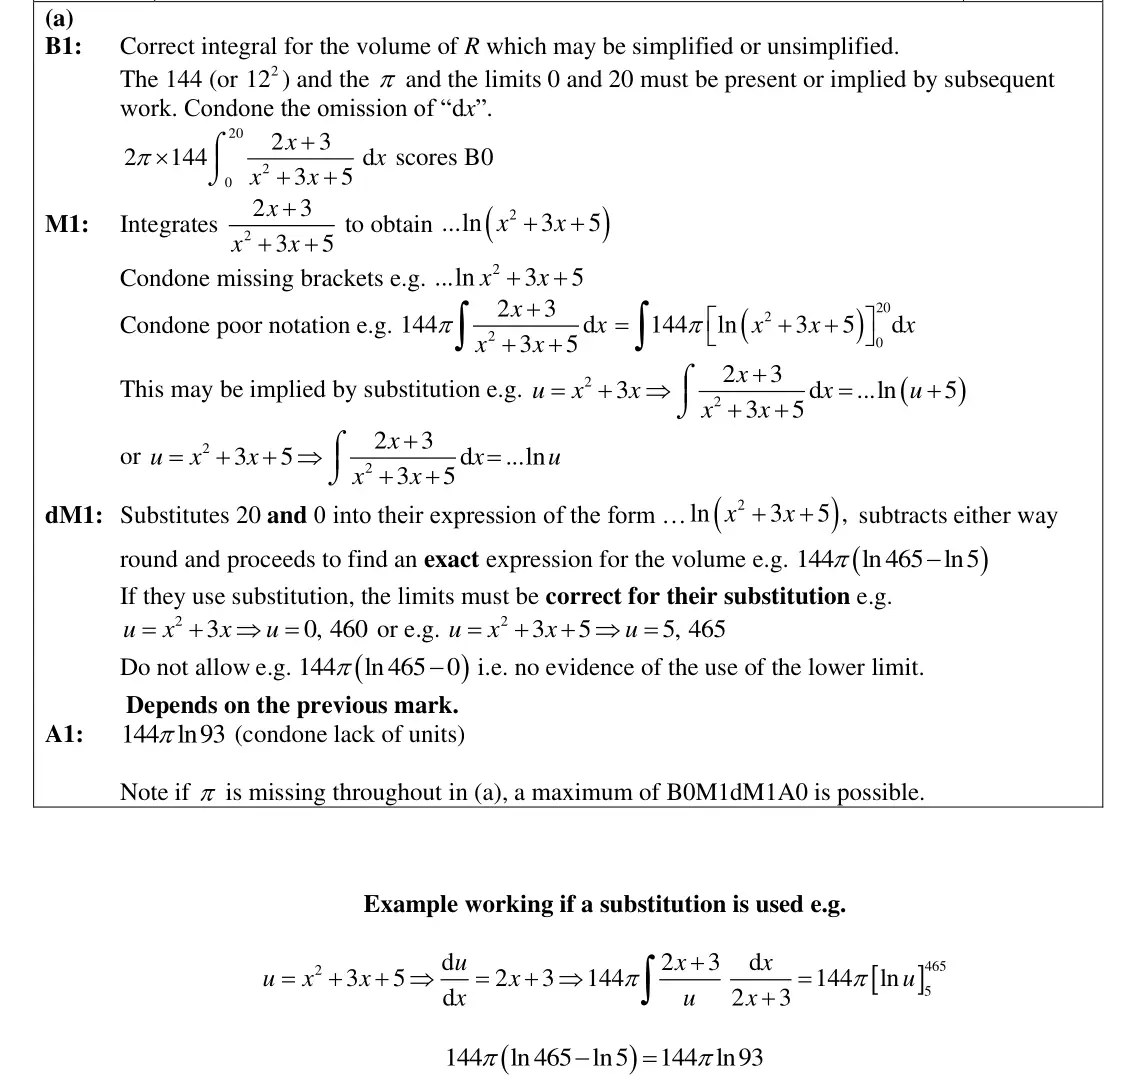 (a)
B1: Correct integral for the volume of R which may be simplified or unsimplified.
The 144 (or 12²) and the π and the limits 0 and 20 must be present or implied by subsequent
work. Condone the omission of “dx”.
2π×144∫₀²⁰ (2x+3)/(x²+3x+5) dx scores B0
M1: Integrates (2x+3)/(x²+3x+5) to obtain ...ln(x²+3x+5)
Condone missing brackets e.g. ...ln x²+3x+5
Condone poor notation e.g. 144π∫ (2x+3)/(x²+3x+5) dx = ∫144π[ln(x²+3x+5)]₀²⁰ dx
This may be implied by substitution e.g. u = x²+3x ⇒ ∫ (2x+3)/(x²+3x+5) dx = ...ln(u+5)
or u = x²+3x+5 ⇒ ∫ (2x+3)/(x²+3x+5) dx = ...ln u
dM1: Substitutes 20 and 0 into their expression of the form …ln(x²+3x+5), subtracts either way
round and proceeds to find an exact expression for the volume e.g. 144π(ln 465−ln 5)
If they use substitution, the limits must be correct for their substitution e.g.
u = x²+3x ⇒ u = 0, 460 or e.g. u = x²+3x+5 ⇒ u = 5, 465
Do not allow e.g. 144π(ln 465−0) i.e. no evidence of the use of the lower limit.
Depends on the previous mark.
A1: 144π ln 93 (condone lack of units)
Note if π is missing throughout in (a), a maximum of B0M1dM1A0 is possible.
Example working if a substitution is used e.g.
u = x²+3x+5 ⇒ du/dx = 2x+3 ⇒ 144π∫ (2x+3)/u dx/(2x+3) = 144π[ln u]₅⁴⁶⁵
144π(ln 465−ln 5) = 144π ln 93